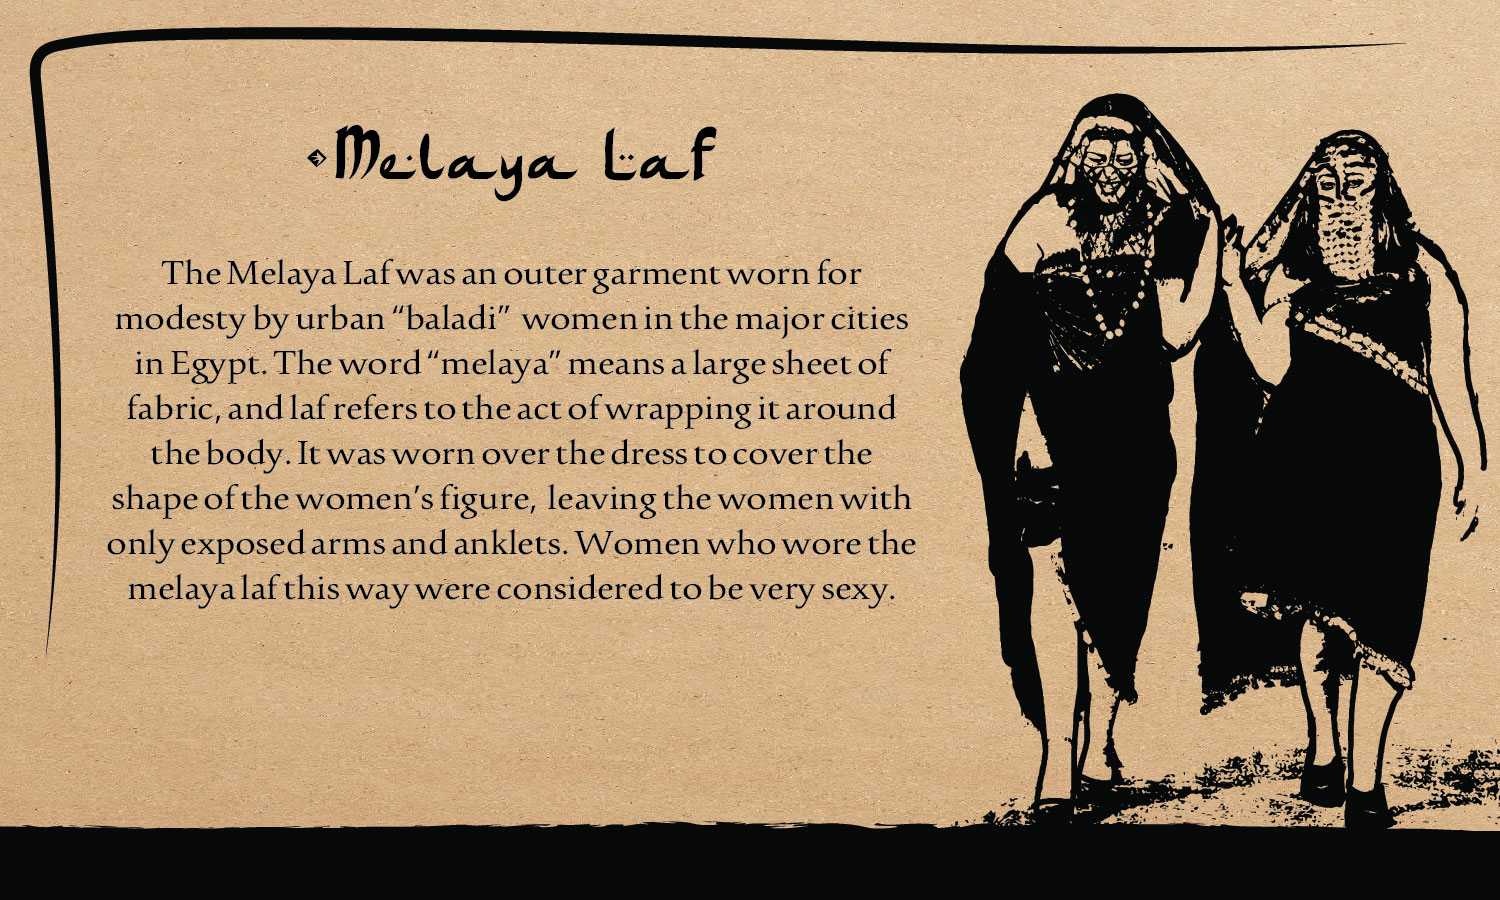 Melaya Laf
The Melaya Laf was an outer garment worn for
modesty by urban “baladi” women in the major cities
in Egypt. The word “melaya” means a large sheet of
fabric, and laf refers to the act of wrapping it around
the body. It was worn over the dress to cover the
shape of the women’s figure, leaving the women with
only exposed arms and anklets. Women who wore the
melaya laf this way were considered to be very sexy.